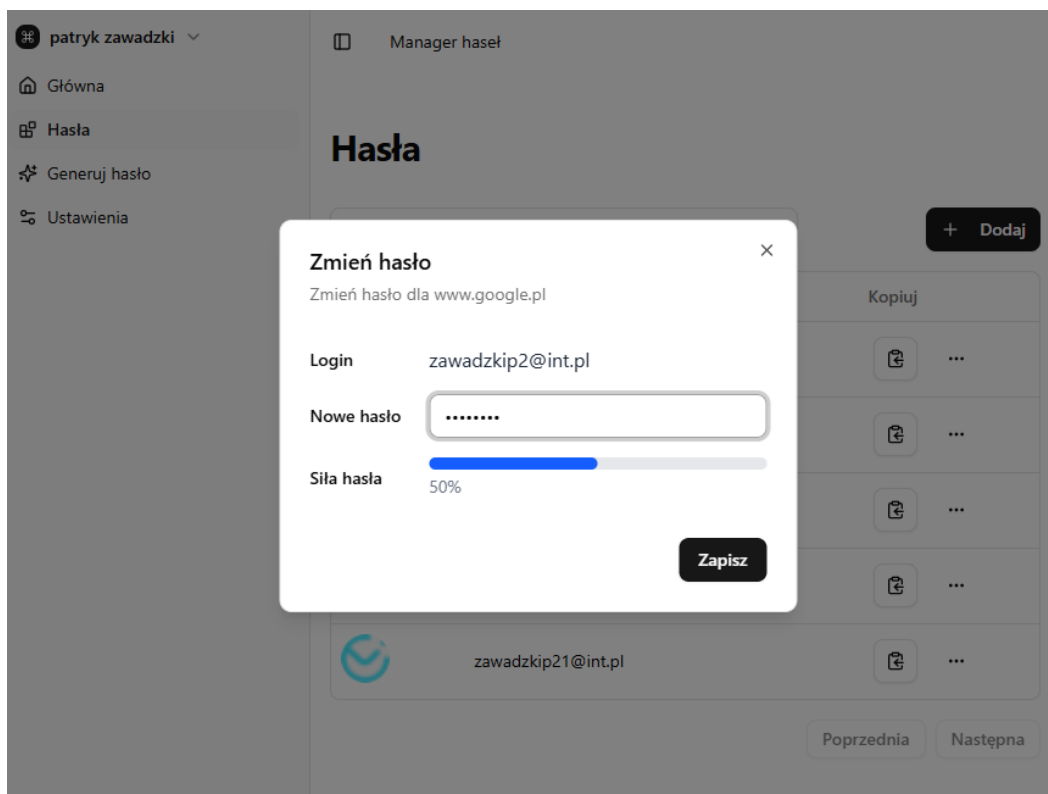 patryk zawadzki
Główna
Hasła
Generuj hasło
Ustawienia
Manager haseł
Hasła
Dodaj
Kopiuj
Zmień hasło
Zmień hasło dla www.google.pl
Login zawadzkip2@int.pl
Nowe hasło ••••••••
Siła hasła
50%
Zapisz
zawadzkip21@int.pl
Poprzednia Następna